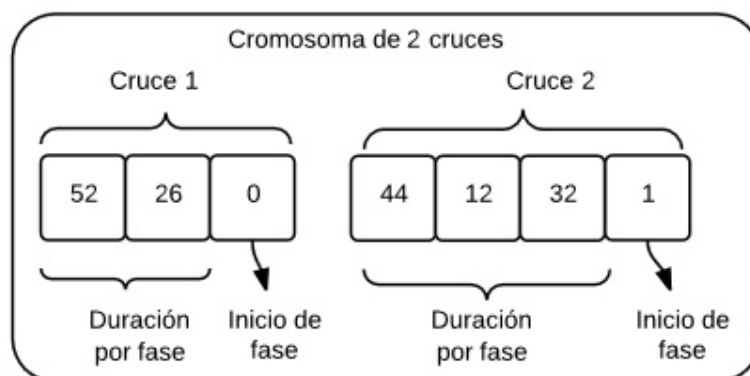 Cromosoma de 2 cruces
Cruce 1
Cruce 2
52 26 0
44 12 32 1
Duración
por fase
Inicio de
fase
Duración
por fase
Inicio de
fase